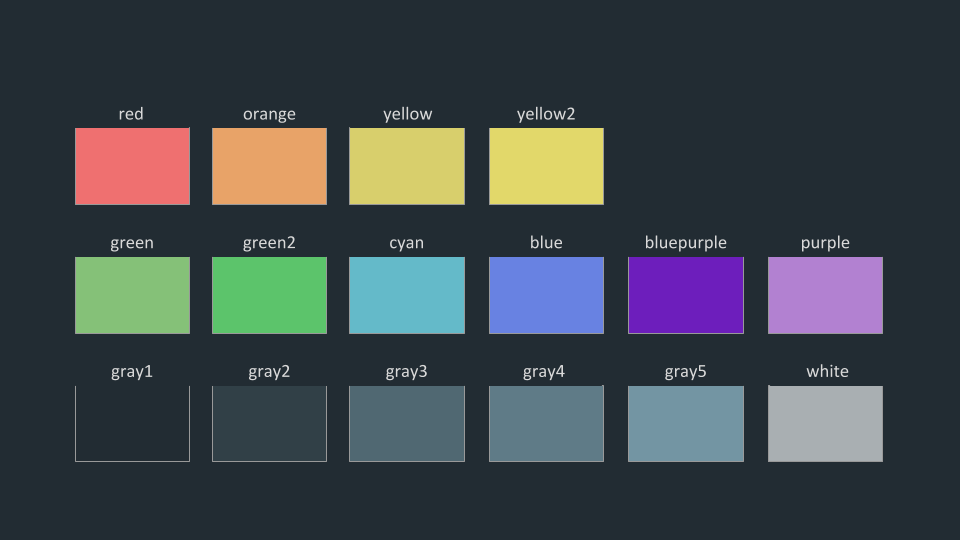 red orange yellow yellow2
green green2 cyan blue bluepurple purple
gray1 gray2 gray3 gray4 gray5 white